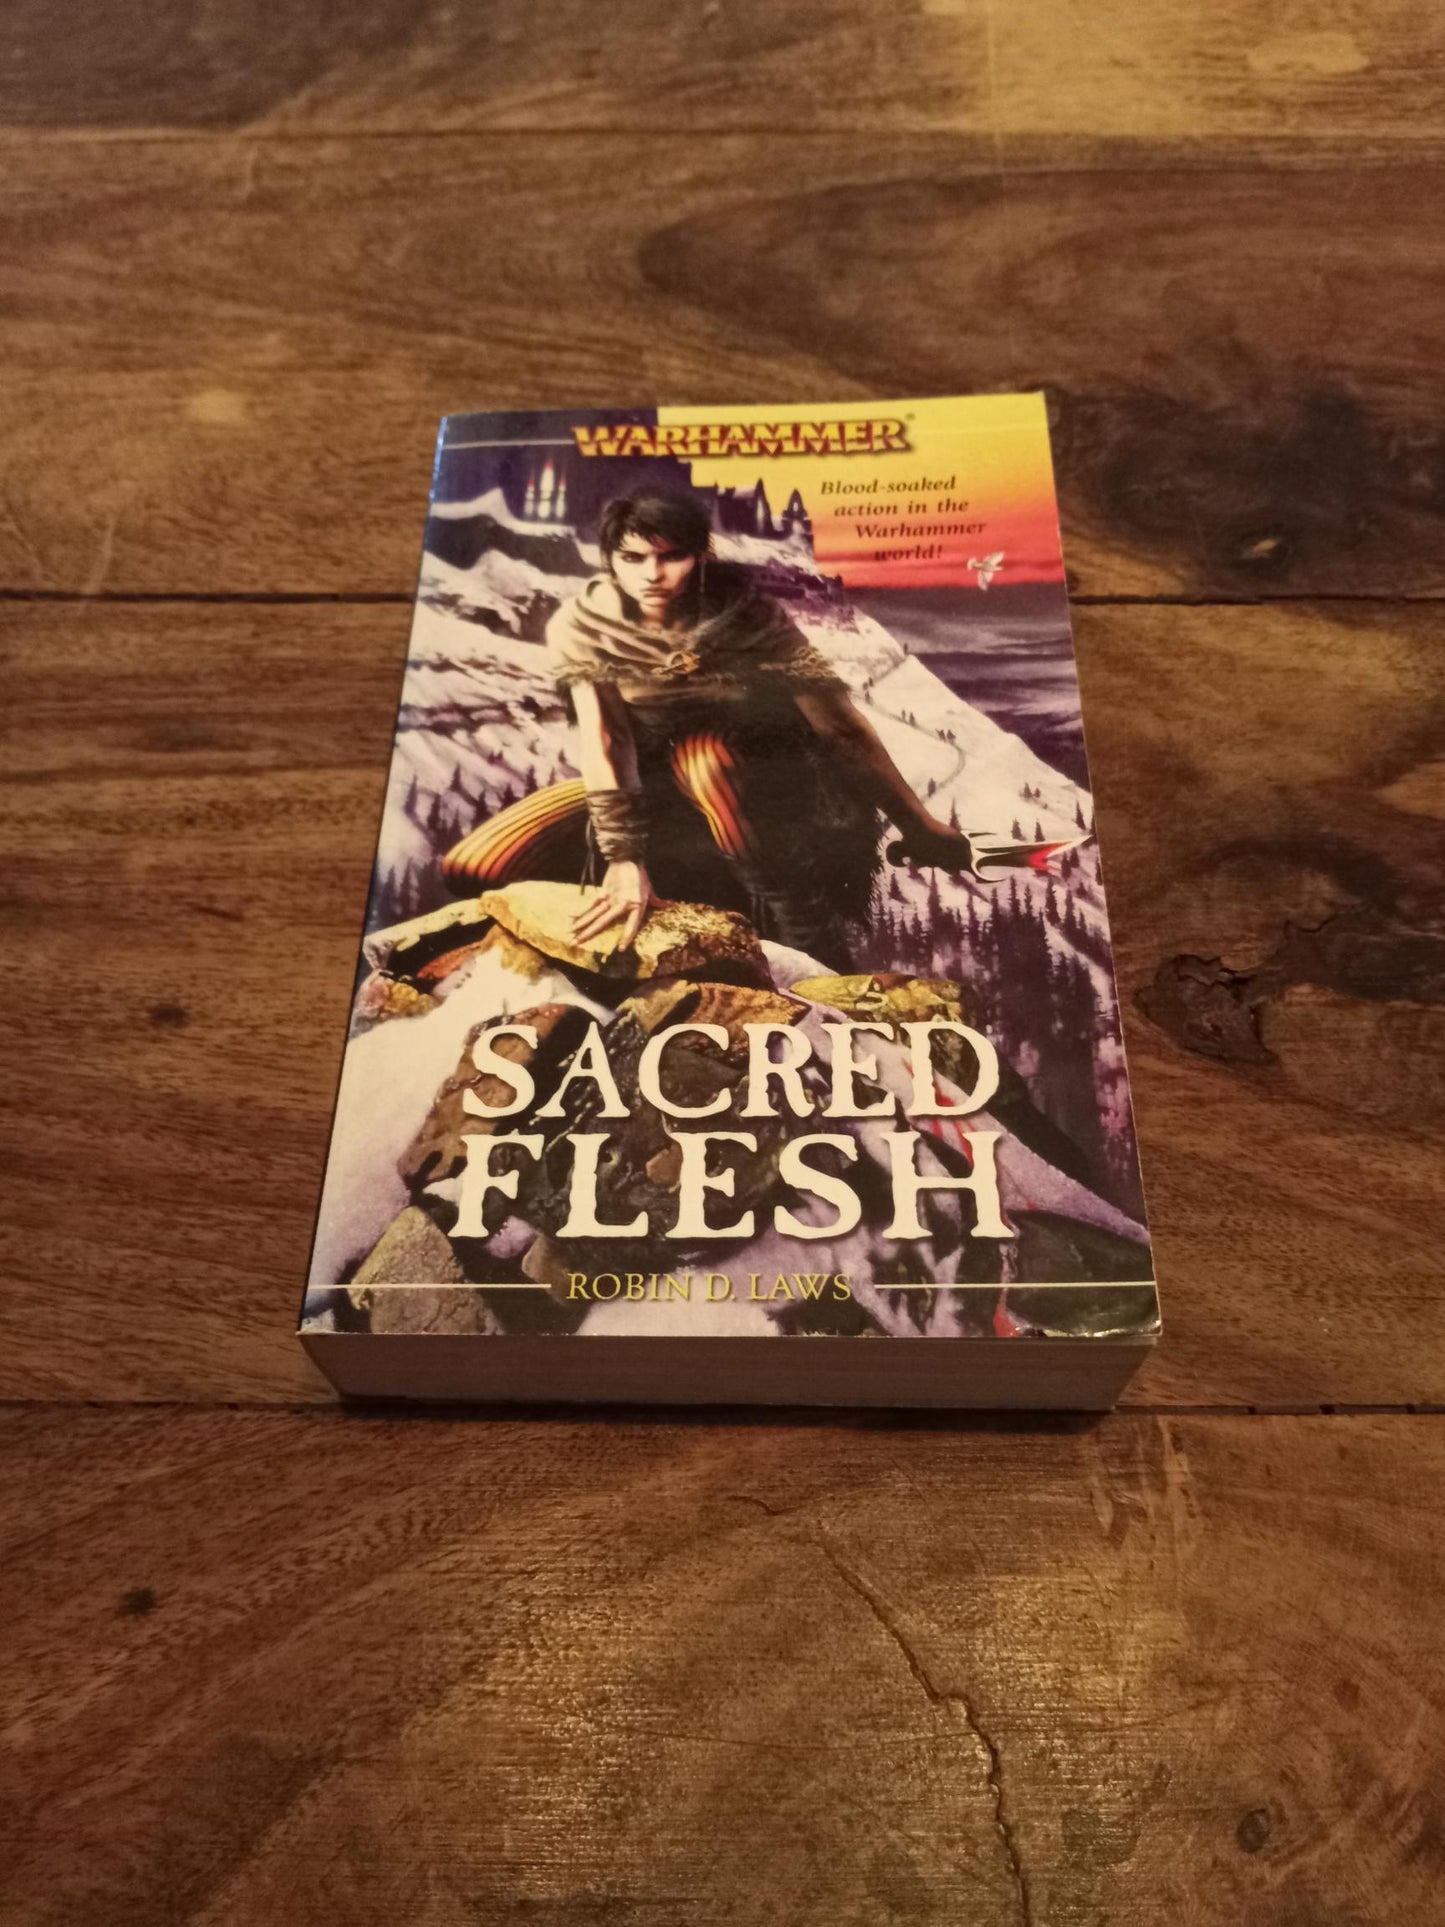 WARHAMMER®
Blood-soaked
action in the
Warhammer
world!
SACRED
FLESH
ROBIN D. LAWS